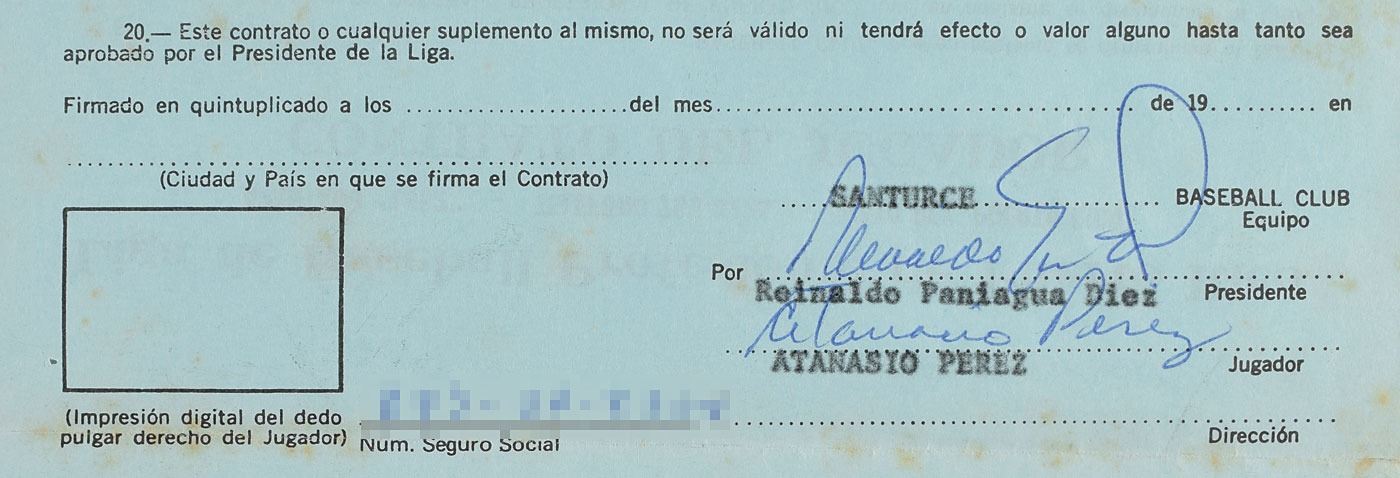 20.— Este contrato o cualquier suplemento al mismo, no será válido ni tendrá efecto o valor alguno hasta tanto sea
aprobado por el Presidente de la Liga.
Firmado en quintuplicado a los ......................del mes.......................................... de 19.......... en
................................................................
(Ciudad y País en que se firma el Contrato)
.....SANTURCE.................... BASEBALL CLUB
Equipo
Por
Reinaldo Paniagua Diez Presidente
Atanasio Perez
ATANASIO PEREZ Jugador
(Impresión digital del dedo
pulgar derecho del Jugador)
Num. Seguro Social
Dirección